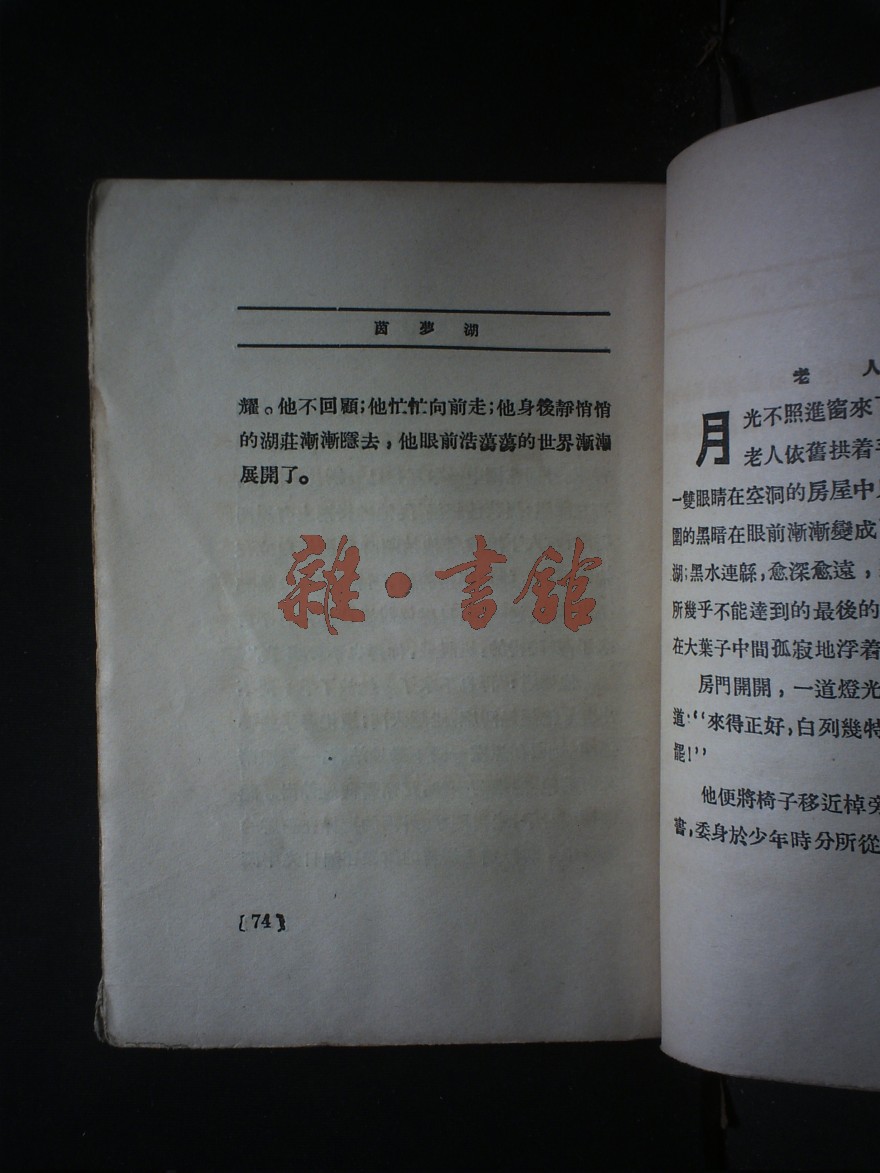 茵夢湖
耀。他不回顧;他忙忙向前走;他身後靜悄悄
的湖莊漸漸隱去,他眼前浩蕩蕩的世界漸漸
展開了。
雜·書館
{74}
老人
月光不照進窗來
老人依舊拱着
一雙眼睛在空洞的房屋中
圍的黑暗在眼前漸漸變成
湖;黑水連緜,愈深愈遠,
所幾乎不能達到的最後的
在大葉子中間孤寂地浮着
房門開開,一道燈光
道:“來得正好,白列幾特
罷!”
他便將椅子移近棹旁
書,委身於少年時分所從